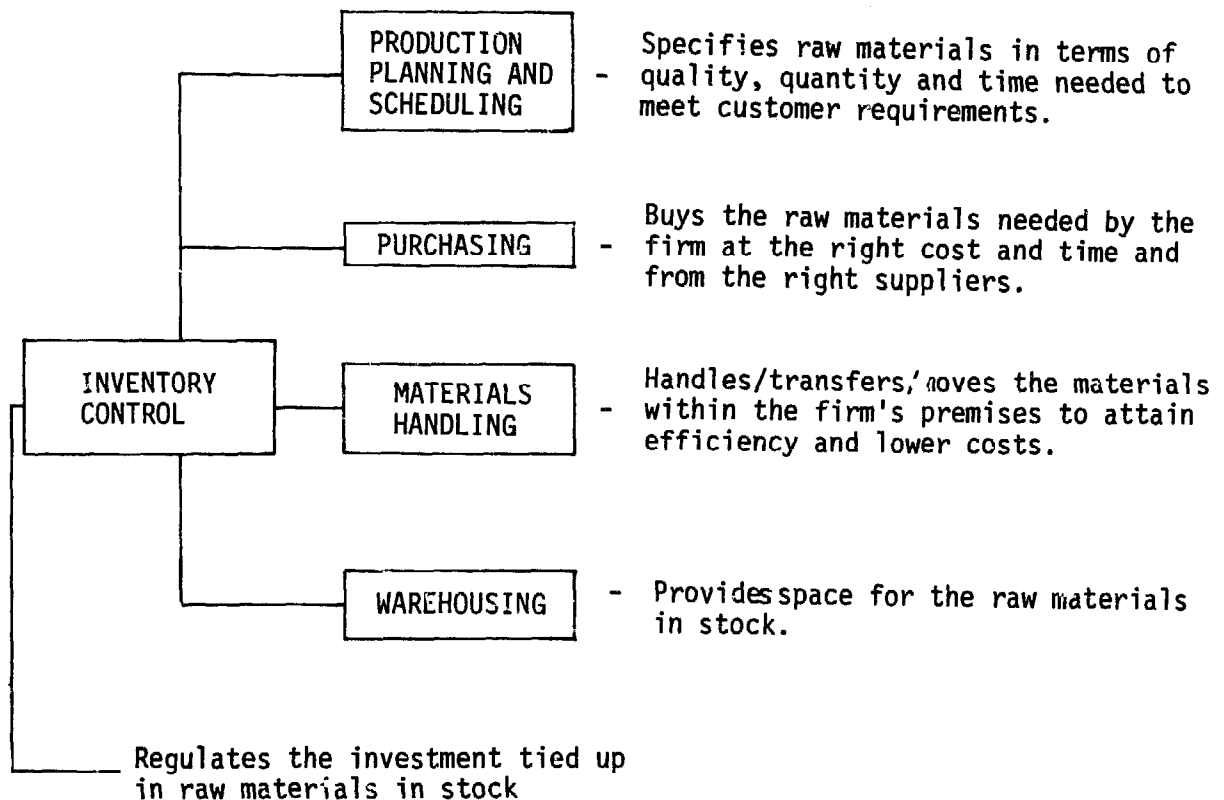 PRODUCTION
PLANNING AND
SCHEDULING
- Specifies raw materials in terms of
quality, quantity and time needed to
meet customer requirements.
PURCHASING
- Buys the raw materials needed by the
firm at the right cost and time and
from the right suppliers.
INVENTORY
CONTROL
MATERIALS
HANDLING
- Handles/transfers/moves the materials
within the firm's premises to attain
efficiency and lower costs.
WAREHOUSING
- Provides space for the raw materials
in stock.
Regulates the investment tied up
in raw materials in stock